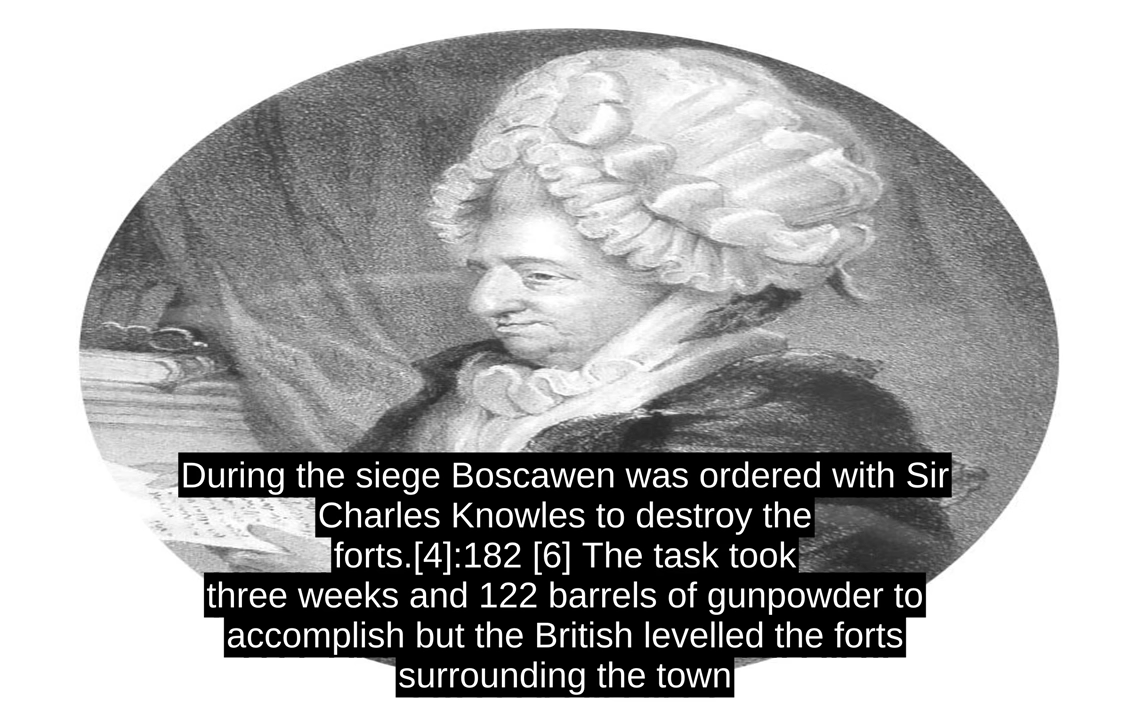 During the siege Boscawen was ordered with Sir
Charles Knowles to destroy the
forts.[4]:182 [6] The task took
three weeks and 122 barrels of gunpowder to
accomplish but the British levelled the forts
surrounding the town